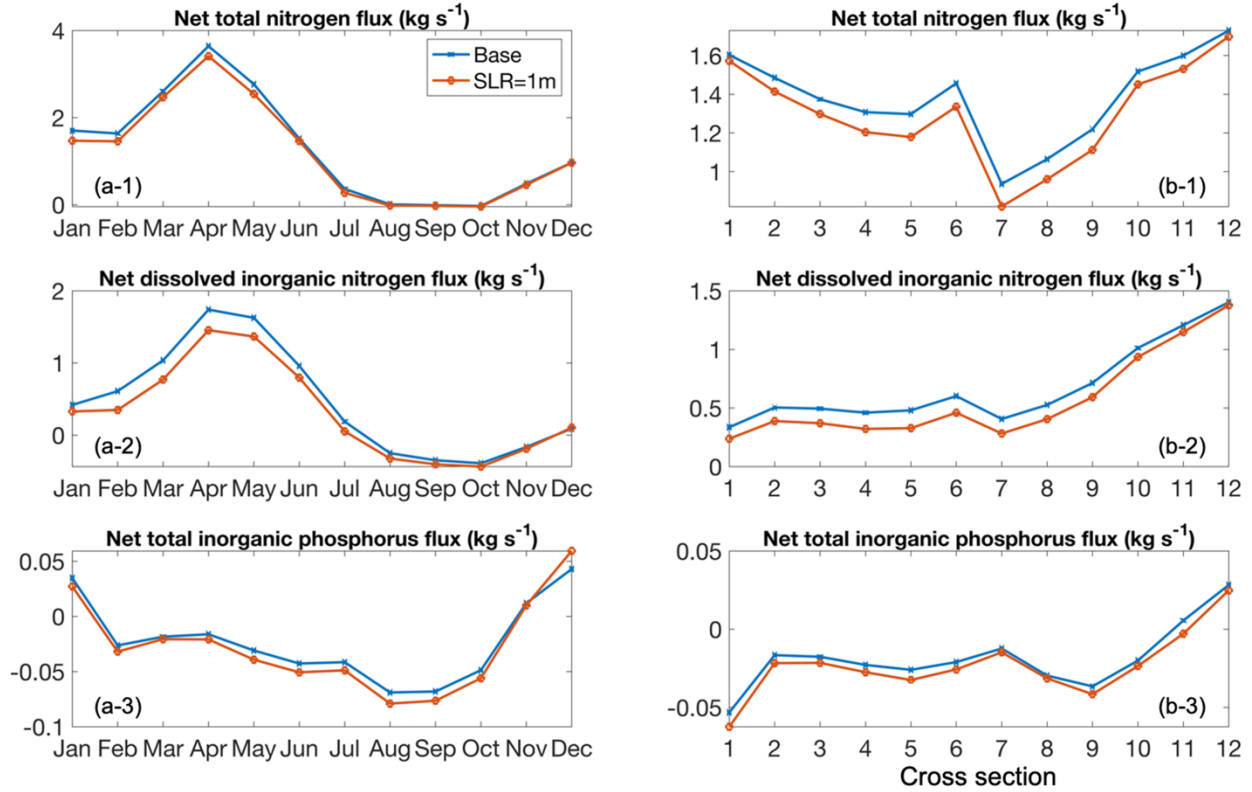 Net total nitrogen flux (kg s⁻¹)
4
2
0
Base
SLR=1m
(a-1)
Jan Feb Mar Apr May Jun Jul Aug Sep Oct Nov Dec
Net total nitrogen flux (kg s⁻¹)
1.6
1.4
1.2
1
(b-1)
1 2 3 4 5 6 7 8 9 10 11 12
Net dissolved inorganic nitrogen flux (kg s⁻¹)
2
1
0
(a-2)
Jan Feb Mar Apr May Jun Jul Aug Sep Oct Nov Dec
Net dissolved inorganic nitrogen flux (kg s⁻¹)
1.5
1
0.5
0
(b-2)
1 2 3 4 5 6 7 8 9 10 11 12
Net total inorganic phosphorus flux (kg s⁻¹)
0.05
0
-0.05
-0.1
(a-3)
Jan Feb Mar Apr May Jun Jul Aug Sep Oct Nov Dec
Net total inorganic phosphorus flux (kg s⁻¹)
0.05
0
-0.05
(b-3)
1 2 3 4 5 6 7 8 9 10 11 12
Cross section